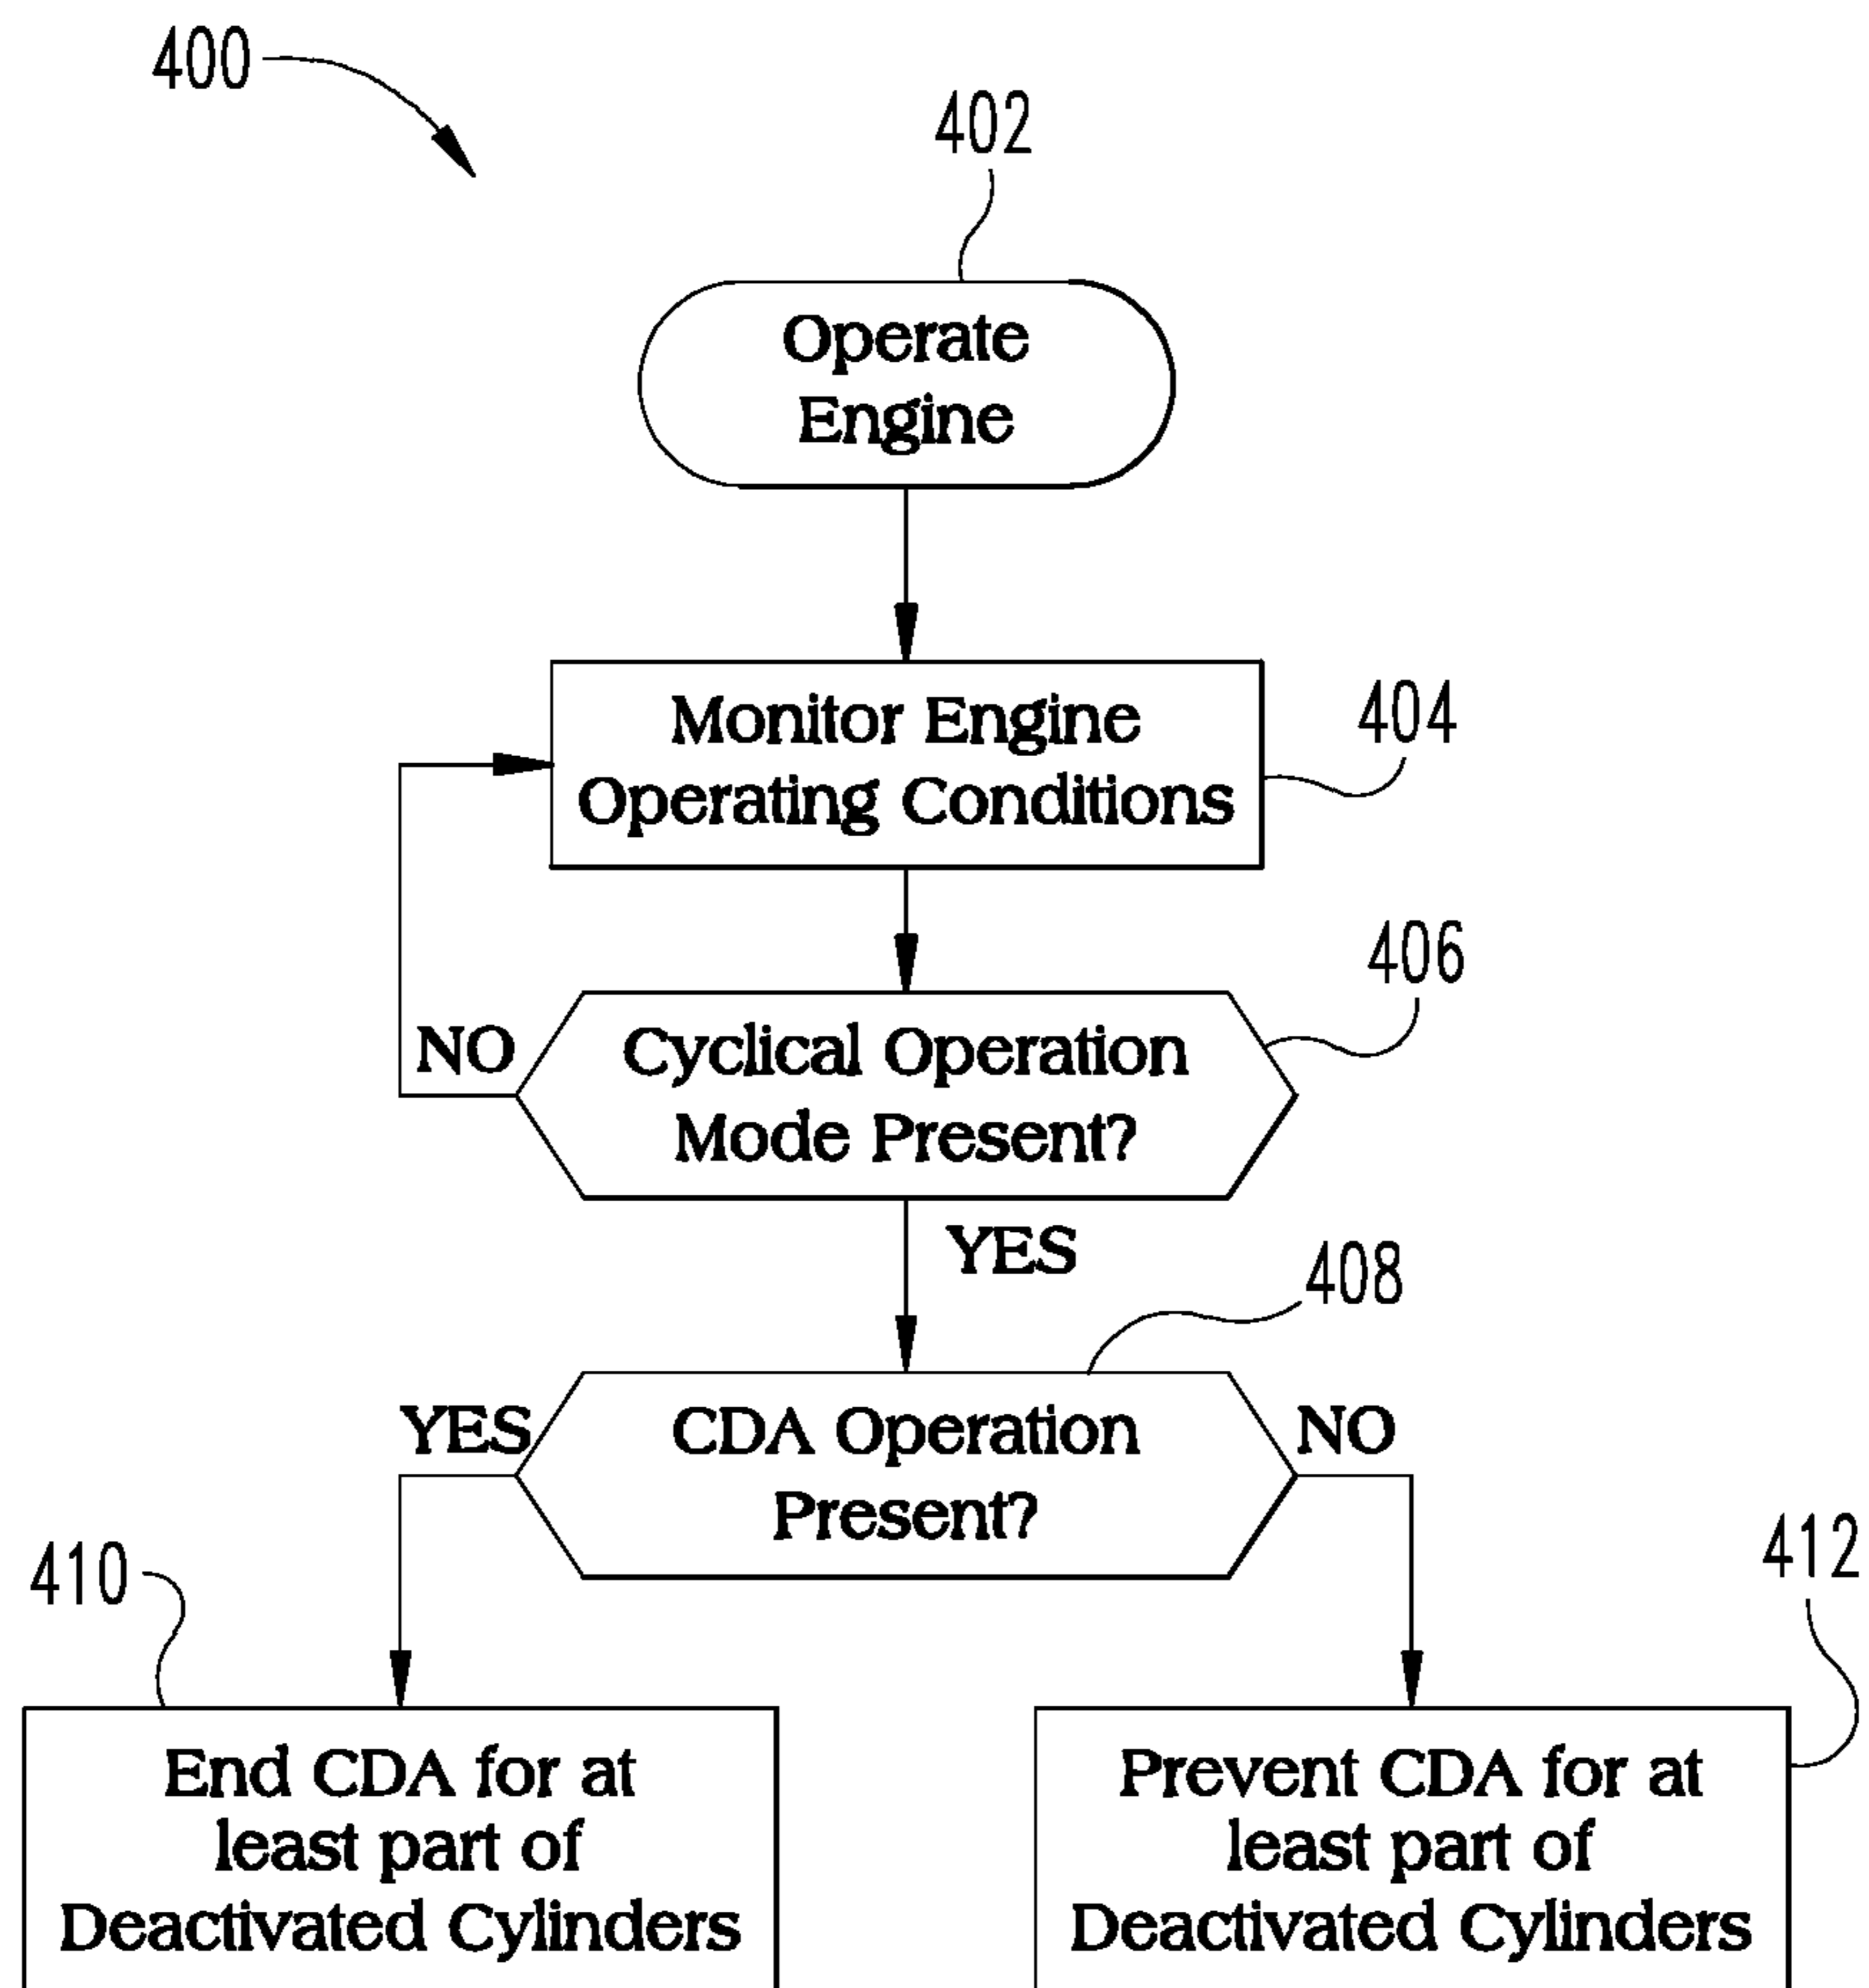 400
402
Operate
Engine
Monitor Engine
Operating Conditions
404
406
NO
Cyclical Operation
Mode Present?
YES
408
YES
CDA Operation
Present?
NO
410
412
End CDA for at
least part of
Deactivated Cylinders
Prevent CDA for at
least part of
Deactivated Cylinders